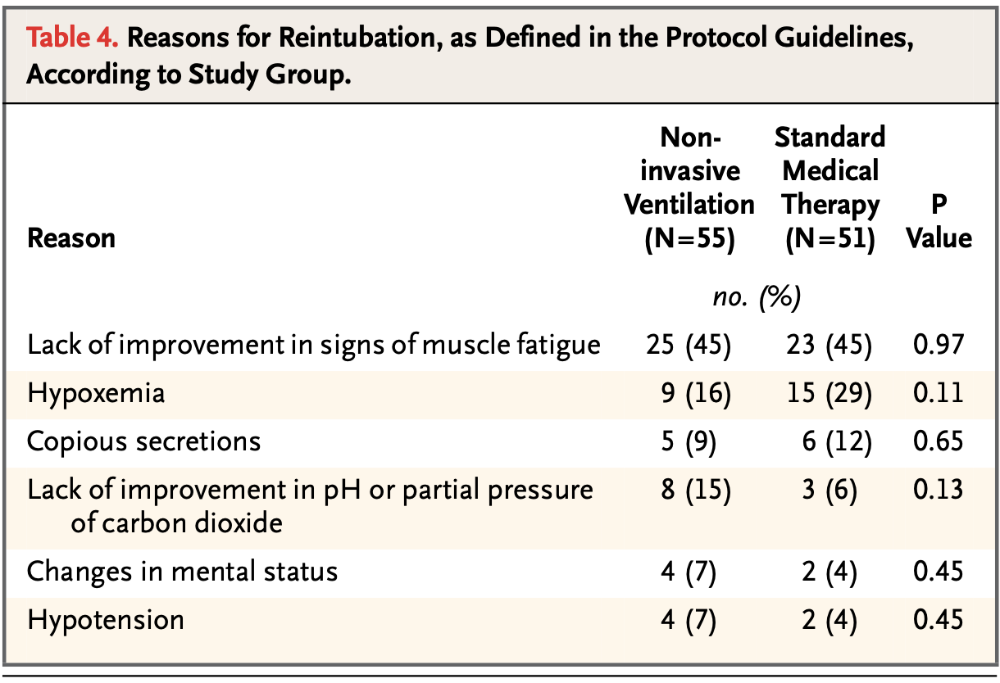 Table 4. Reasons for Reintubation, as Defined in the Protocol Guidelines,
According to Study Group.
Reason Non-invasive Ventilation (N=55) Standard Medical Therapy (N=51) P Value
no. (%)
Lack of improvement in signs of muscle fatigue 25 (45) 23 (45) 0.97
Hypoxemia 9 (16) 15 (29) 0.11
Copious secretions 5 (9) 6 (12) 0.65
Lack of improvement in pH or partial pressure 8 (15) 3 (6) 0.13
of carbon dioxide
Changes in mental status 4 (7) 2 (4) 0.45
Hypotension 4 (7) 2 (4) 0.45